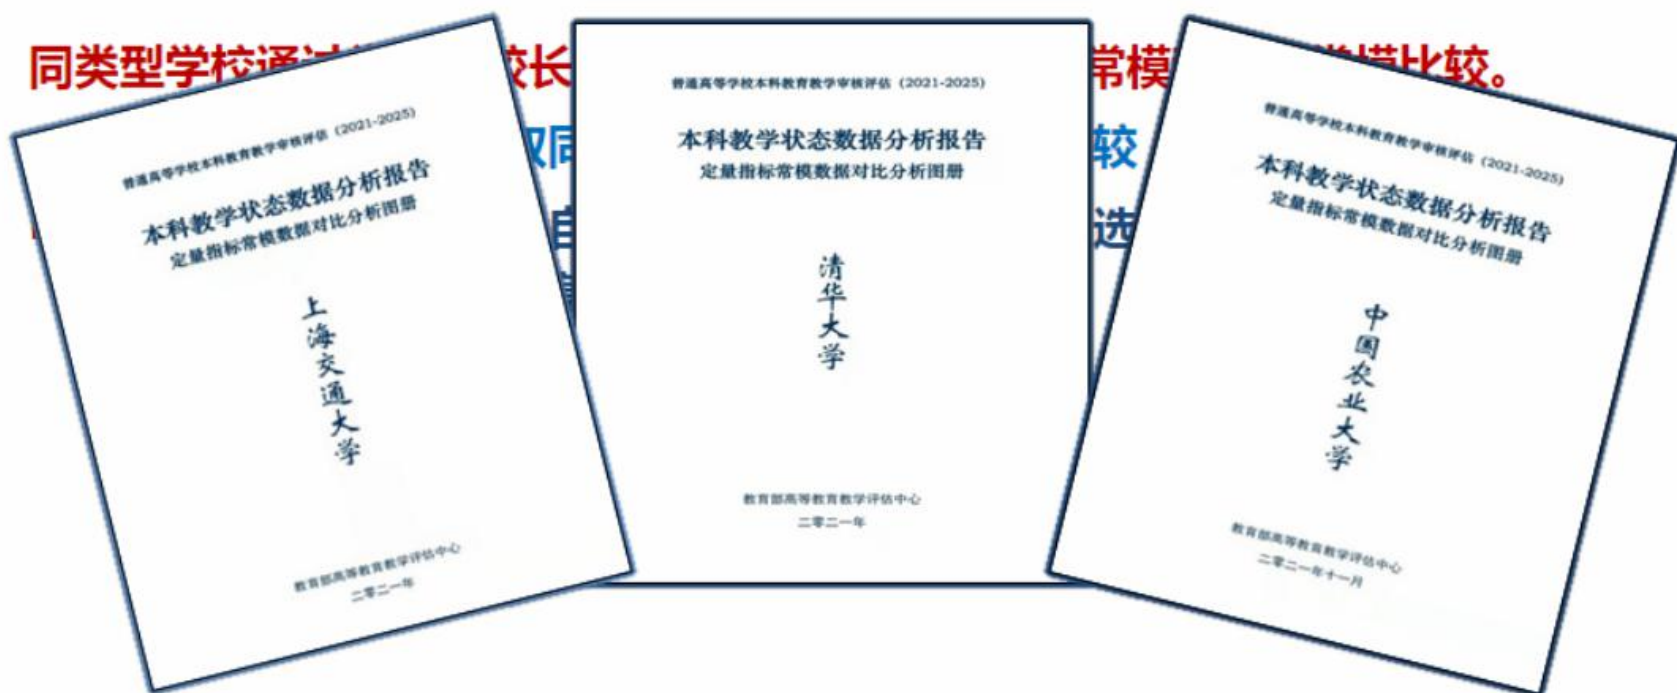 同类型学校通过
校长
常模
常模比较。
取同
较
自
选
普通高等学校本科教育教学审核评估（2021-2025）
本科教学状态数据分析报告
定量指标常模数据对比分析图册
上海交通大学
教育部高等教育教学评估中心
二零二一年
普通高等学校本科教育教学审核评估（2021-2025）
本科教学状态数据分析报告
定量指标常模数据对比分析图册
清华大学
教育部高等教育教学评估中心
二零二一年
普通高等学校本科教育教学审核评估（2021-2025）
本科教学状态数据分析报告
定量指标常模数据对比分析图册
中国农业大学
教育部高等教育教学评估中心
二零二一年十一月